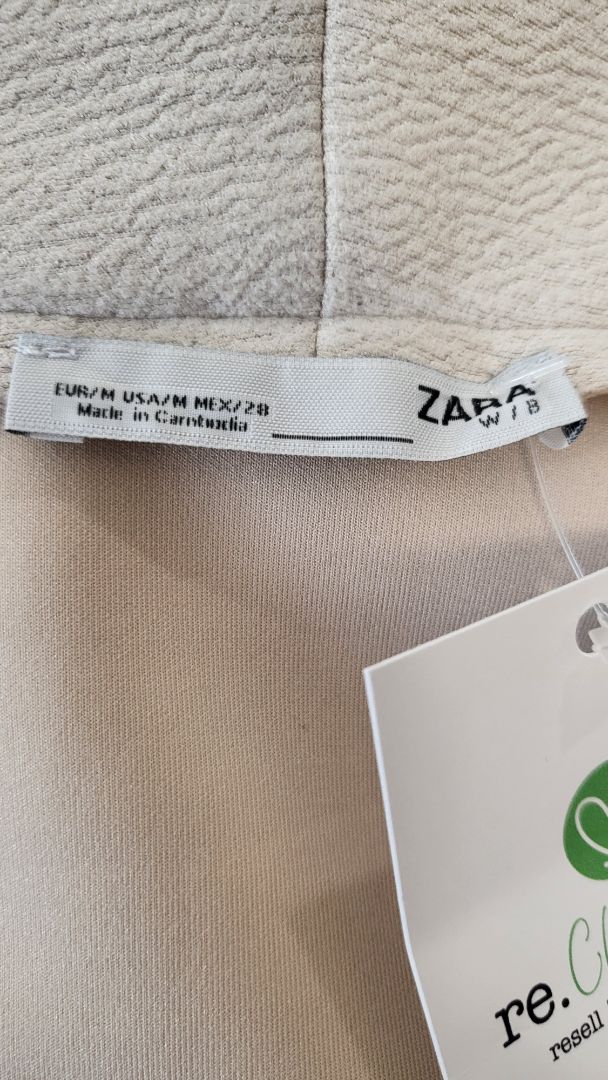 EUR/M USA/M MEX/28
Made in Cambodia
ZARA
W/B
re.
resell